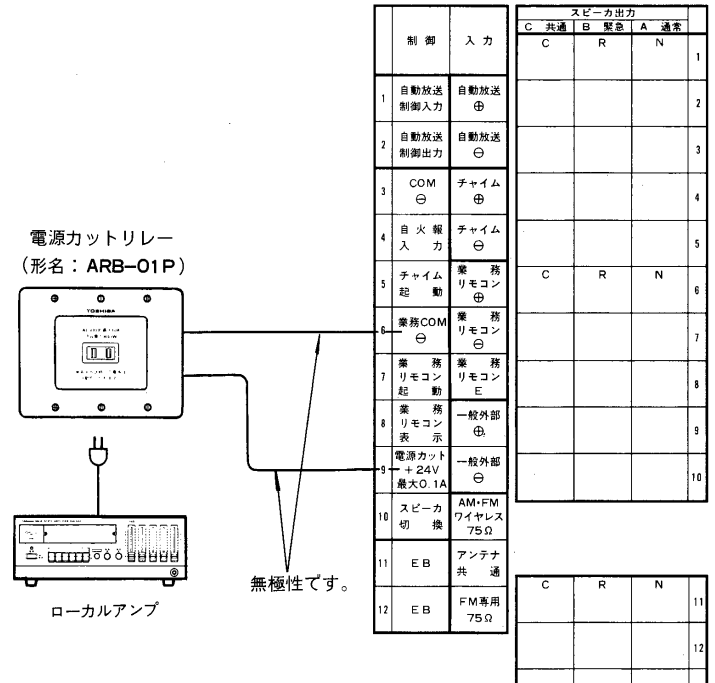 電源カットリレー
(形名：ARB-01P)
TOSHIBA
ローカルアンプ
無極性です。
制御 入力
1 自動放送 自動放送
制御入力 ⊕
2 自動放送 自動放送
制御出力 ⊖
3 COM チャイム
⊖ ⊕
4 自火報 チャイム
入力 ⊖
5 チャイム 業務
起動 リモコン
⊕
6 業務COM 業務
⊖ リモコン
⊖
7 業務 業務
リモコン リモコン
起動 E
8 業務 一般外部
リモコン ⊕
表示
9 電源カット 一般外部
+24V ⊖
最大0.1A
10 スピーカ AM・FM
切換 ワイヤレス
75Ω
11 EB アンテナ
共通
12 EB FM専用
75Ω
スピーカ出力
C 共通 B 緊急 A 通常
C R N 1
2
3
4
5
C R N 6
7
8
9
10
C R N 11
12